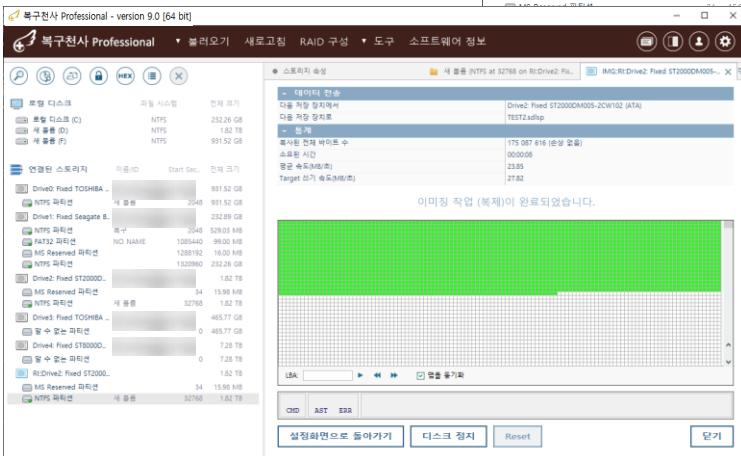 MS Reserved 파티션
복구천사 Professional - version 9.0 [64 bit]
복구천사 Professional ▼ 불러오기 새로고침 RAID 구성 ▼ 도구 소프트웨어 정보
HEX
스토리지 속성
새 볼륨 (NTFS at 32768 on RI:Drive2: Fix..
IMG:RI:Drive2: Fixed ST2000DM005-...
로컬 디스크 파일 시스템 전체 크기
로컬 디스크 (C) NTFS 232.26 GB
새 볼륨 (D) NTFS 1.82 TB
새 볼륨 (F) NTFS 931.52 GB
연결된 스토리지 이름/ID Start Sec... 전체 크기
Drive0: Fixed TOSHIBA ... 931.52 GB
NTFS 파티션 새 볼륨 2048 931.52 GB
Drive1: Fixed Seagate B.. 232.89 GB
NTFS 파티션 복구 2048 529.03 MB
FAT32 파티션 NO NAME 1085440 99.00 MB
MS Reserved 파티션 1288192 16.00 MB
NTFS 파티션 1320960 232.26 GB
Drive2: Fixed ST2000D.. 1.82 TB
MS Reserved 파티션 34 15.98 MB
NTFS 파티션 새 볼륨 32768 1.82 TB
Drive3: Fixed TOSHIBA ... 465.77 GB
알 수 없는 파티션 0 465.77 GB
Drive4: Fixed ST8000D.. 7.28 TB
알 수 없는 파티션 0 7.28 TB
RI:Drive2: Fixed ST2000.. 1.82 TB
MS Reserved 파티션 34 15.98 MB
NTFS 파티션 새 볼륨 32768 1.82 TB
- 데이터 전송
다음 저장 장치에서 Drive2: Fixed ST2000DM005-2CW102 (ATA)
다음 저장 장치로 TESTZ.sdlsp
- 통계
복사된 전체 바이트 수 175 087 616 (손상 없음)
소요된 시간 00:00:08
평균 속도(MB/초) 23.85
Target 쓰기 속도(MB/초) 27.82
이미징 작업 (복제)이 완료되었습니다.
LBA: 맵을 동기화
CMD AST ERR
설정화면으로 돌아가기 디스크 정지 Reset 닫기